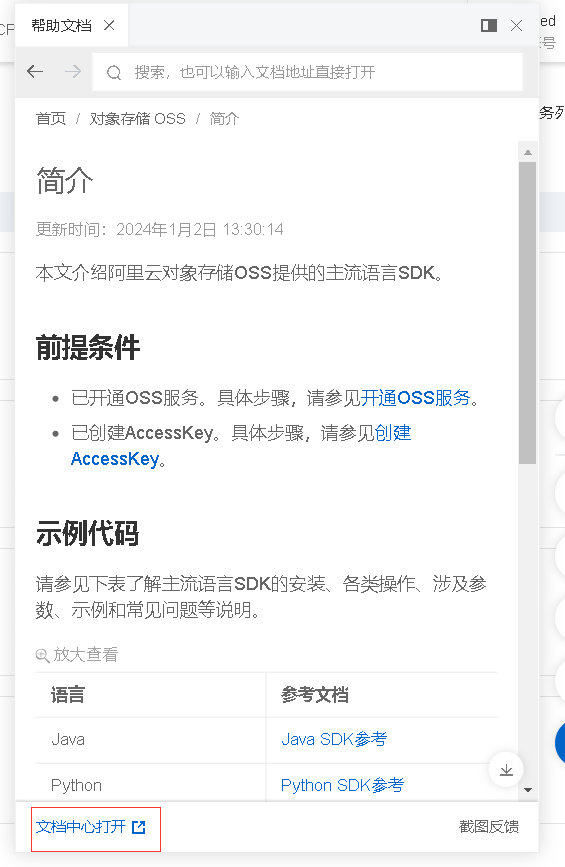 帮助文档
ed
搜索，也可以输入文档地址直接打开
首页 / 对象存储 OSS / 简介
简介
更新时间：2024年1月2日 13:30:14
本文介绍阿里云对象存储OSS提供的主流语言SDK。
前提条件
已开通OSS服务。具体步骤，请参见开通OSS服务。
已创建AccessKey。具体步骤，请参见创建
AccessKey。
示例代码
请参见下表了解主流语言SDK的安装、各类操作、涉及参
数、示例和常见问题等说明。
放大查看
语言 参考文档
Java Java SDK参考
Python Python SDK参考
文档中心打开 截图反馈